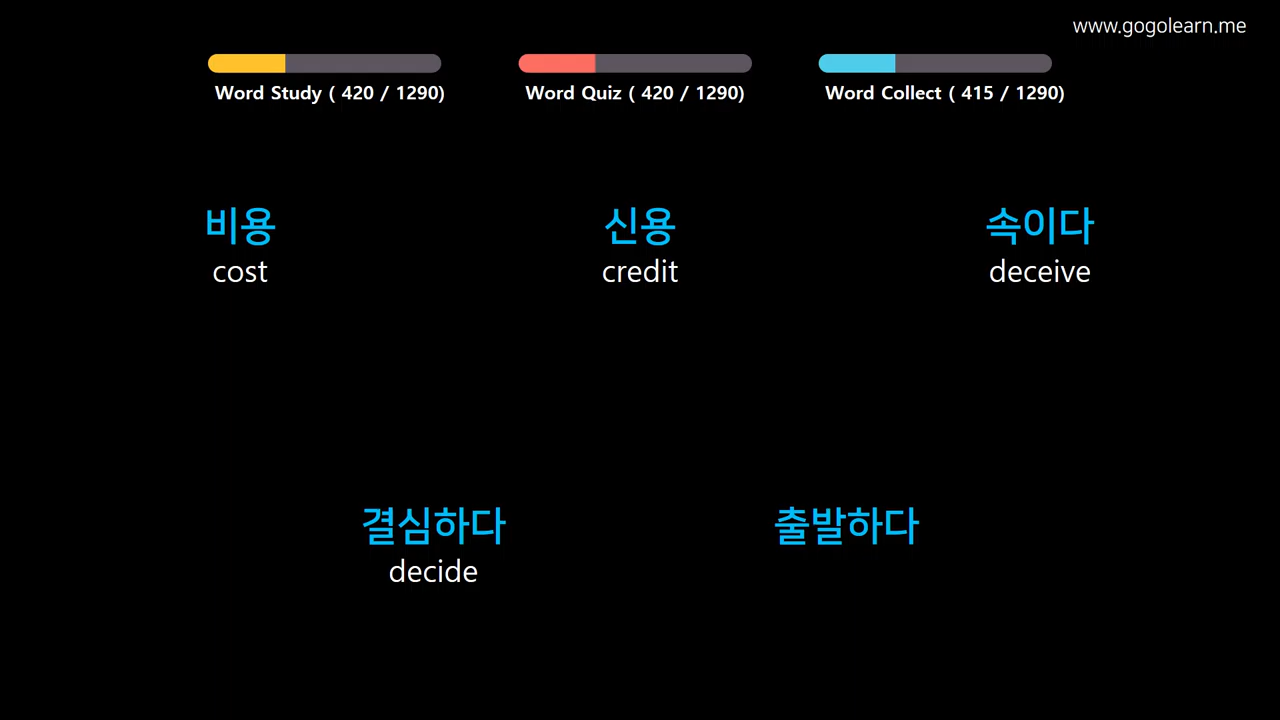 www.gogolearn.me
Word Study ( 420 / 1290)
Word Quiz ( 420 / 1290)
Word Collect ( 415 / 1290)
비용
cost
신용
credit
속이다
deceive
결심하다
decide
출발하다